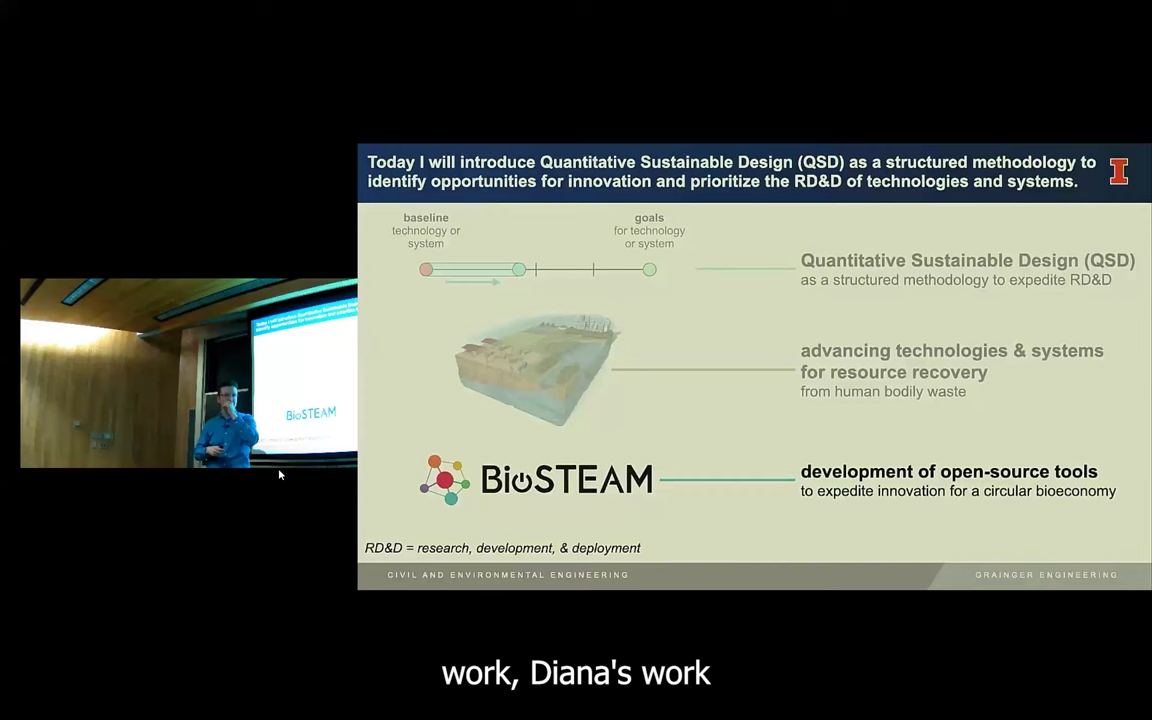 Today I will introduce Quantitative Sustainable Design (QSD) as a structured methodology to
identify opportunities for innovation and prioritize the RD&D of technologies and systems.
I
baseline
technology or
system
goals
for technology
or system
Quantitative Sustainable Design (QSD)
as a structured methodology to expedite RD&D
advancing technologies & systems
for resource recovery
from human bodily waste
BioSTEAM
development of open-source tools
to expedite innovation for a circular bioeconomy
RD&D = research, development, & deployment
CIVIL AND ENVIRONMENTAL ENGINEERING
GRAINGER ENGINEERING
BioSTEAM
work, Diana's work